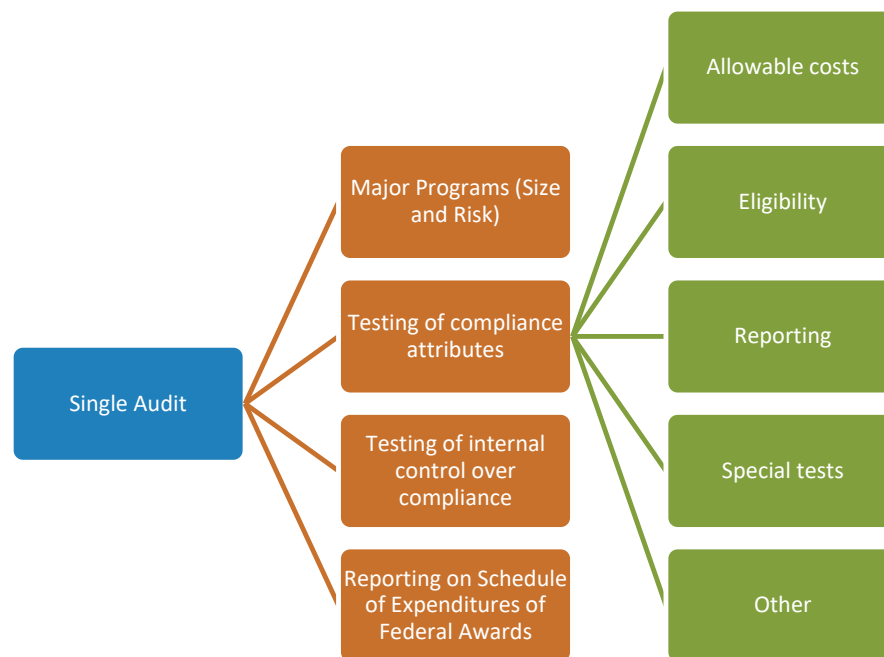 Single Audit
Major Programs (Size
and Risk)
Testing of compliance
attributes
Testing of internal
control over
compliance
Reporting on Schedule
of Expenditures of
Federal Awards
Allowable costs
Eligibility
Reporting
Special tests
Other